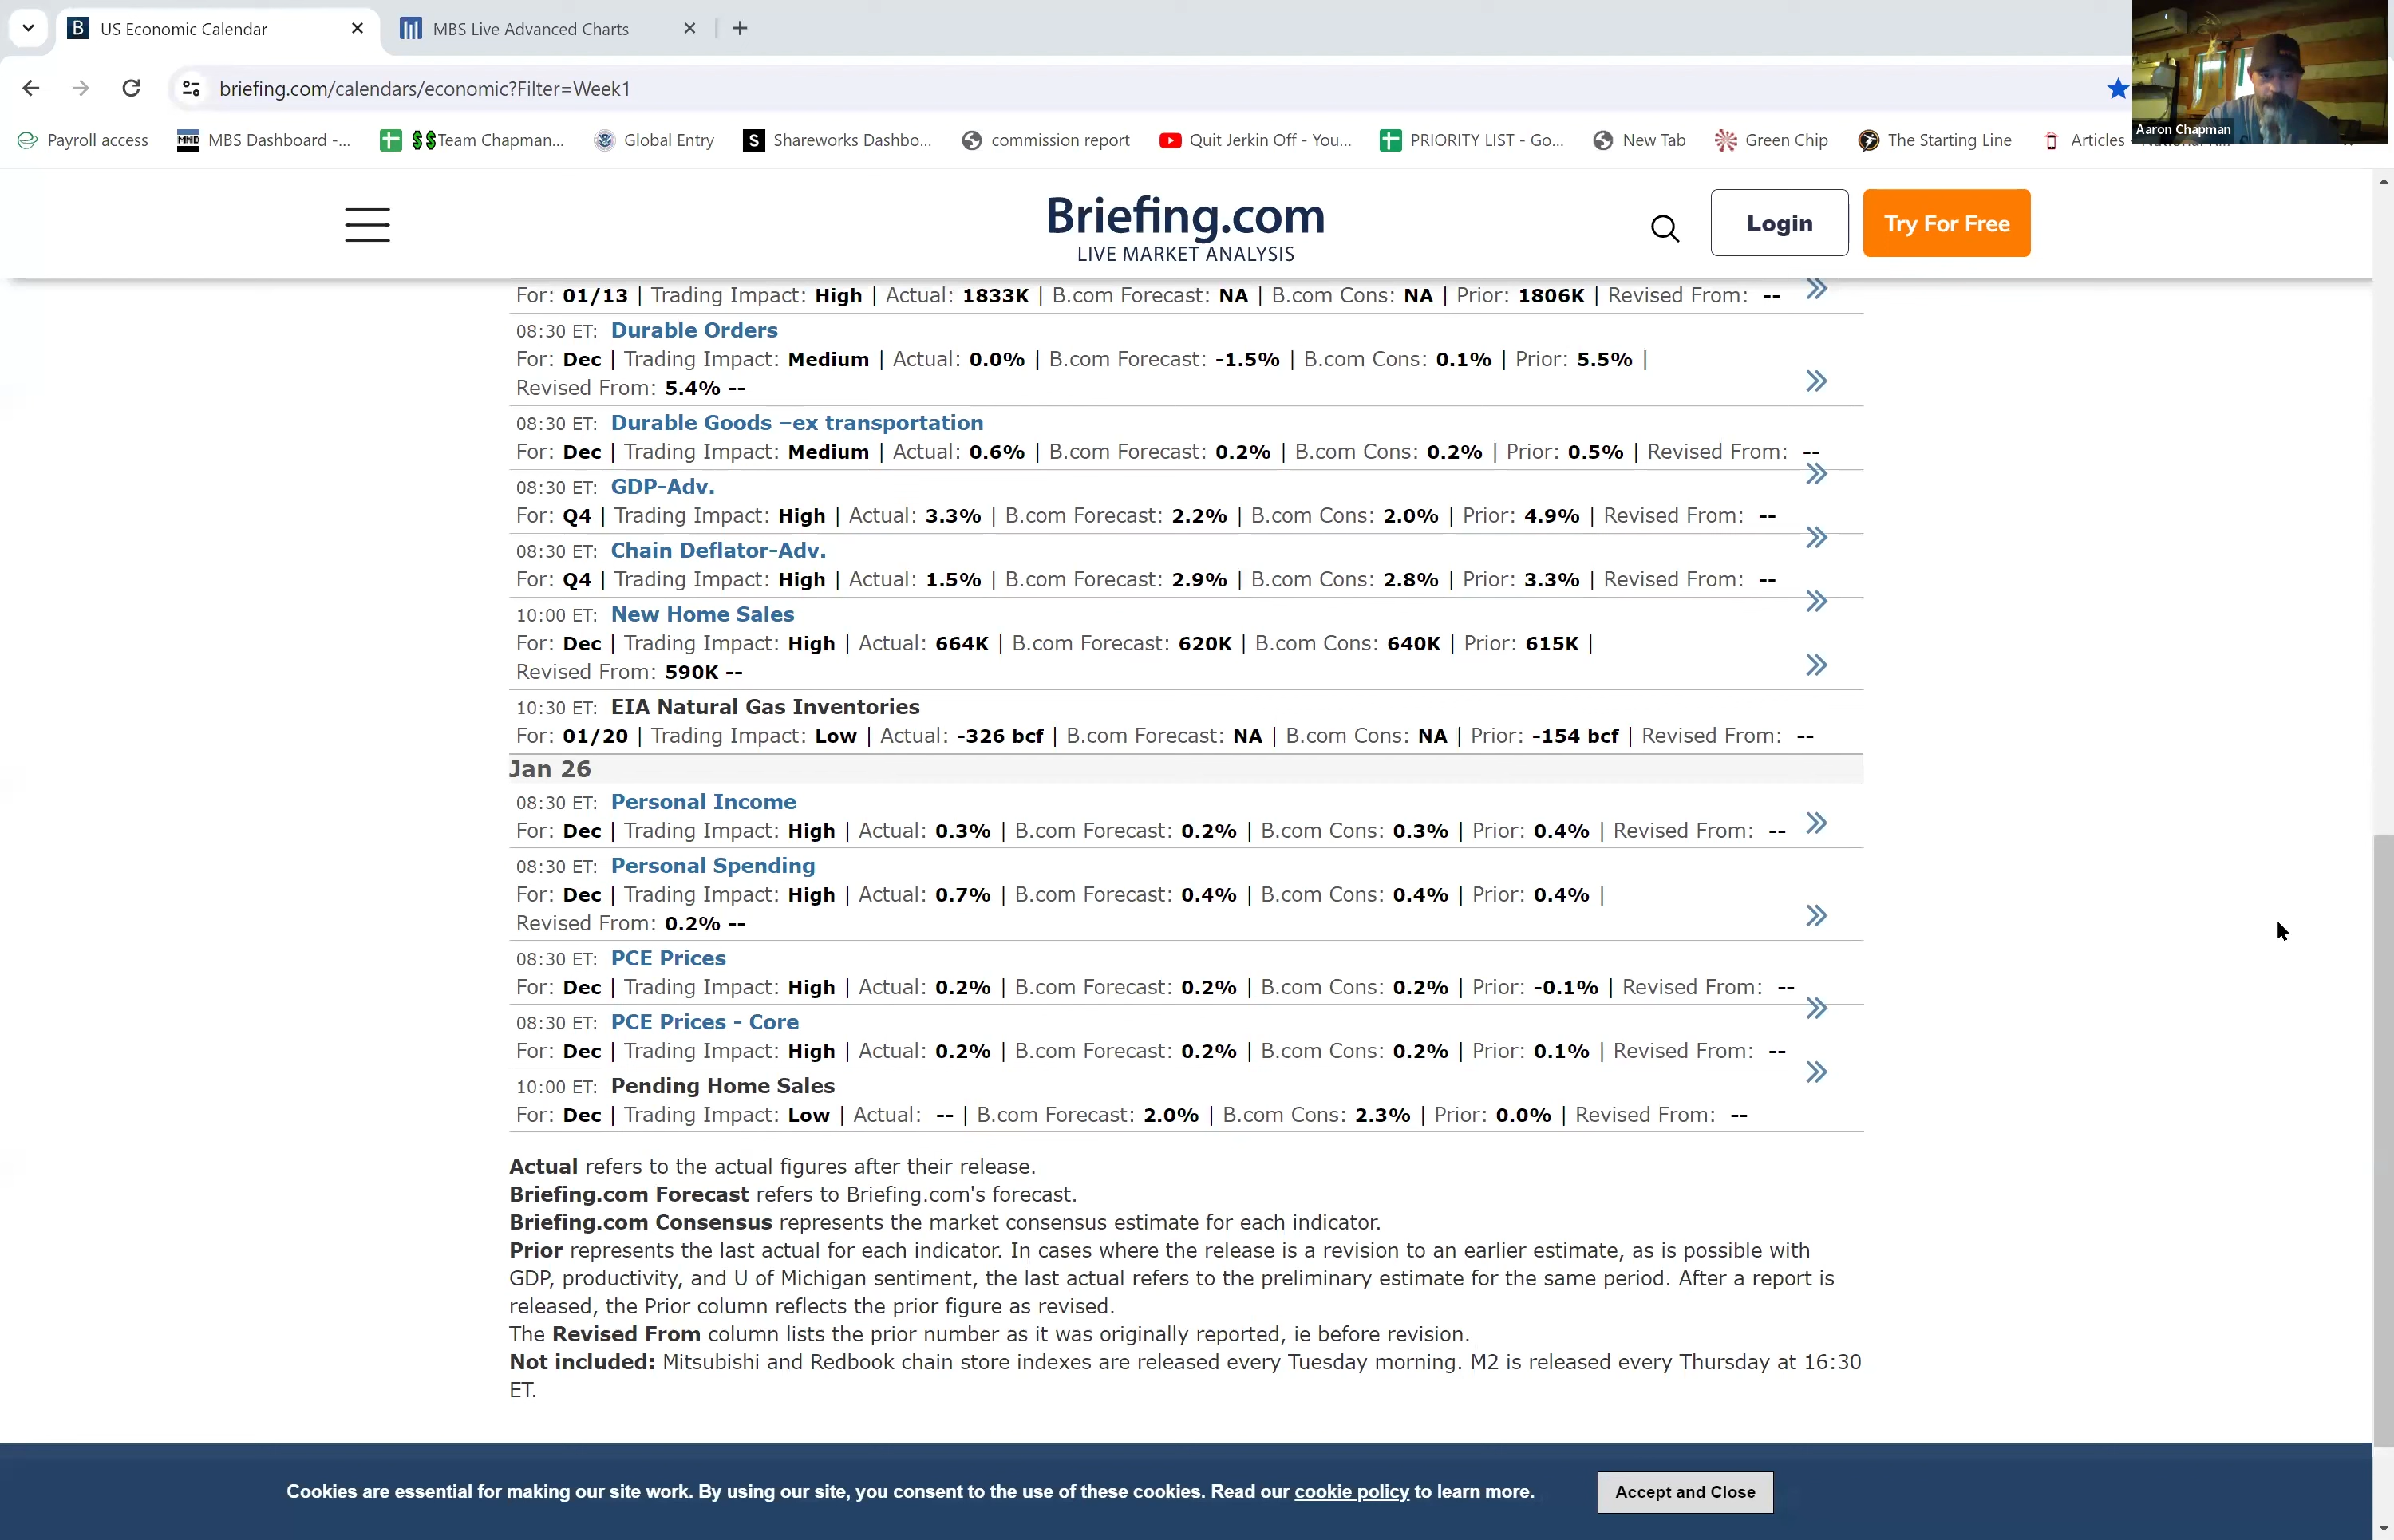 US Economic Calendar
MBS Live Advanced Charts
briefing.com/calendars/economic?Filter=Week1
Payroll access
MND MBS Dashboard -...
$$Team Chapman...
Global Entry
S Shareworks Dashbo...
commission report
Quit Jerkin Off - You...
PRIORITY LIST - Go...
New Tab
Green Chip
The Starting Line
Articles
Aaron Chapman
Briefing.com
LIVE MARKET ANALYSIS
Login
Try For Free
For: 01/13 | Trading Impact: High | Actual: 1833K | B.com Forecast: NA | B.com Cons: NA | Prior: 1806K | Revised From: --
08:30 ET: Durable Orders
For: Dec | Trading Impact: Medium | Actual: 0.0% | B.com Forecast: -1.5% | B.com Cons: 0.1% | Prior: 5.5% |
Revised From: 5.4% --
08:30 ET: Durable Goods –ex transportation
For: Dec | Trading Impact: Medium | Actual: 0.6% | B.com Forecast: 0.2% | B.com Cons: 0.2% | Prior: 0.5% | Revised From: --
08:30 ET: GDP-Adv.
For: Q4 | Trading Impact: High | Actual: 3.3% | B.com Forecast: 2.2% | B.com Cons: 2.0% | Prior: 4.9% | Revised From: --
08:30 ET: Chain Deflator-Adv.
For: Q4 | Trading Impact: High | Actual: 1.5% | B.com Forecast: 2.9% | B.com Cons: 2.8% | Prior: 3.3% | Revised From: --
10:00 ET: New Home Sales
For: Dec | Trading Impact: High | Actual: 664K | B.com Forecast: 620K | B.com Cons: 640K | Prior: 615K |
Revised From: 590K --
10:30 ET: EIA Natural Gas Inventories
For: 01/20 | Trading Impact: Low | Actual: -326 bcf | B.com Forecast: NA | B.com Cons: NA | Prior: -154 bcf | Revised From: --
Jan 26
08:30 ET: Personal Income
For: Dec | Trading Impact: High | Actual: 0.3% | B.com Forecast: 0.2% | B.com Cons: 0.3% | Prior: 0.4% | Revised From: --
08:30 ET: Personal Spending
For: Dec | Trading Impact: High | Actual: 0.7% | B.com Forecast: 0.4% | B.com Cons: 0.4% | Prior: 0.4% |
Revised From: 0.2% --
08:30 ET: PCE Prices
For: Dec | Trading Impact: High | Actual: 0.2% | B.com Forecast: 0.2% | B.com Cons: 0.2% | Prior: -0.1% | Revised From: --
08:30 ET: PCE Prices - Core
For: Dec | Trading Impact: High | Actual: 0.2% | B.com Forecast: 0.2% | B.com Cons: 0.2% | Prior: 0.1% | Revised From: --
10:00 ET: Pending Home Sales
For: Dec | Trading Impact: Low | Actual: -- | B.com Forecast: 2.0% | B.com Cons: 2.3% | Prior: 0.0% | Revised From: --
Actual refers to the actual figures after their release.
Briefing.com Forecast refers to Briefing.com's forecast.
Briefing.com Consensus represents the market consensus estimate for each indicator.
Prior represents the last actual for each indicator. In cases where the release is a revision to an earlier estimate, as is possible with
GDP, productivity, and U of Michigan sentiment, the last actual refers to the preliminary estimate for the same period. After a report is
released, the Prior column reflects the prior figure as revised.
The Revised From column lists the prior number as it was originally reported, ie before revision.
Not included: Mitsubishi and Redbook chain store indexes are released every Tuesday morning. M2 is released every Thursday at 16:30
ET.
Cookies are essential for making our site work. By using our site, you consent to the use of these cookies. Read our cookie policy to learn more.
Accept and Close